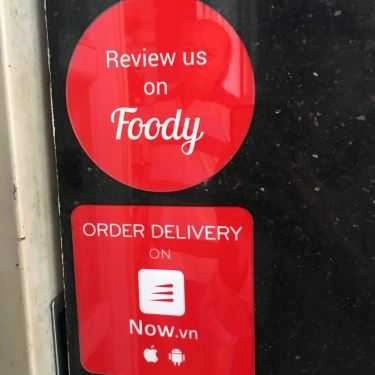 Review us
on
Foody
ORDER DELIVERY
ON
Now.vn